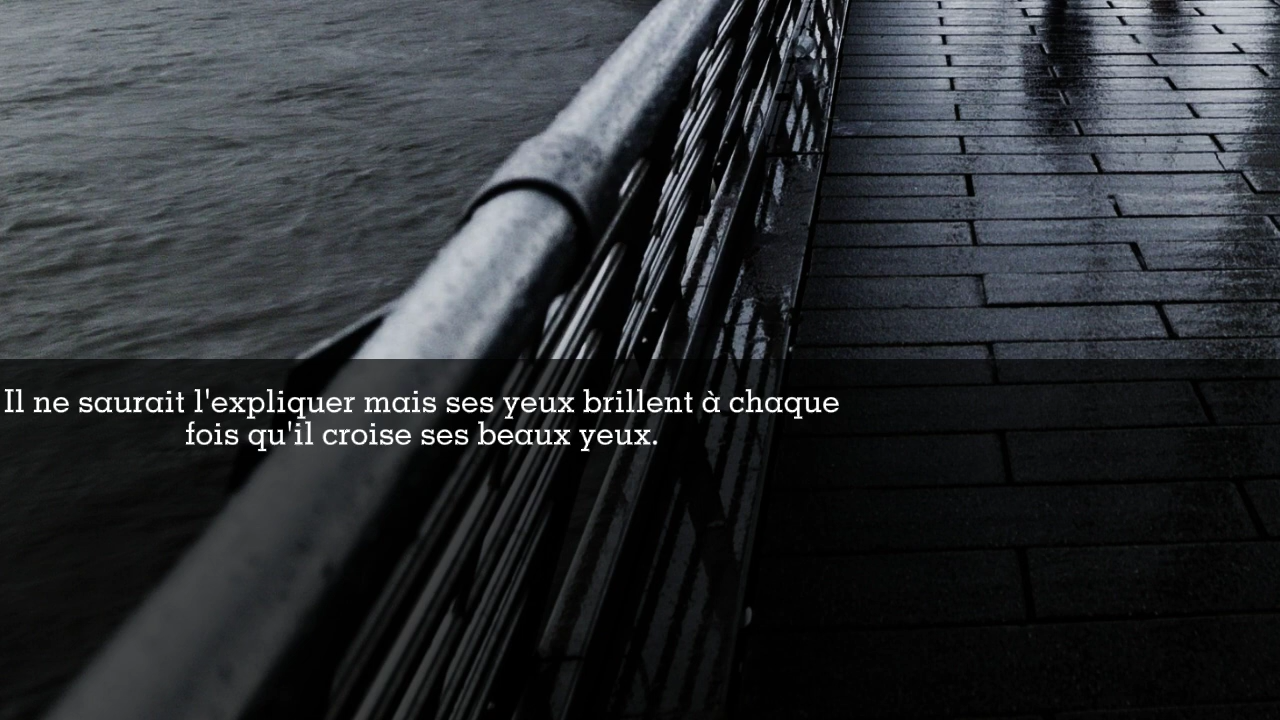 Il ne saurait l'expliquer mais ses yeux brillent à chaque
fois qu'il croise ses beaux yeux.